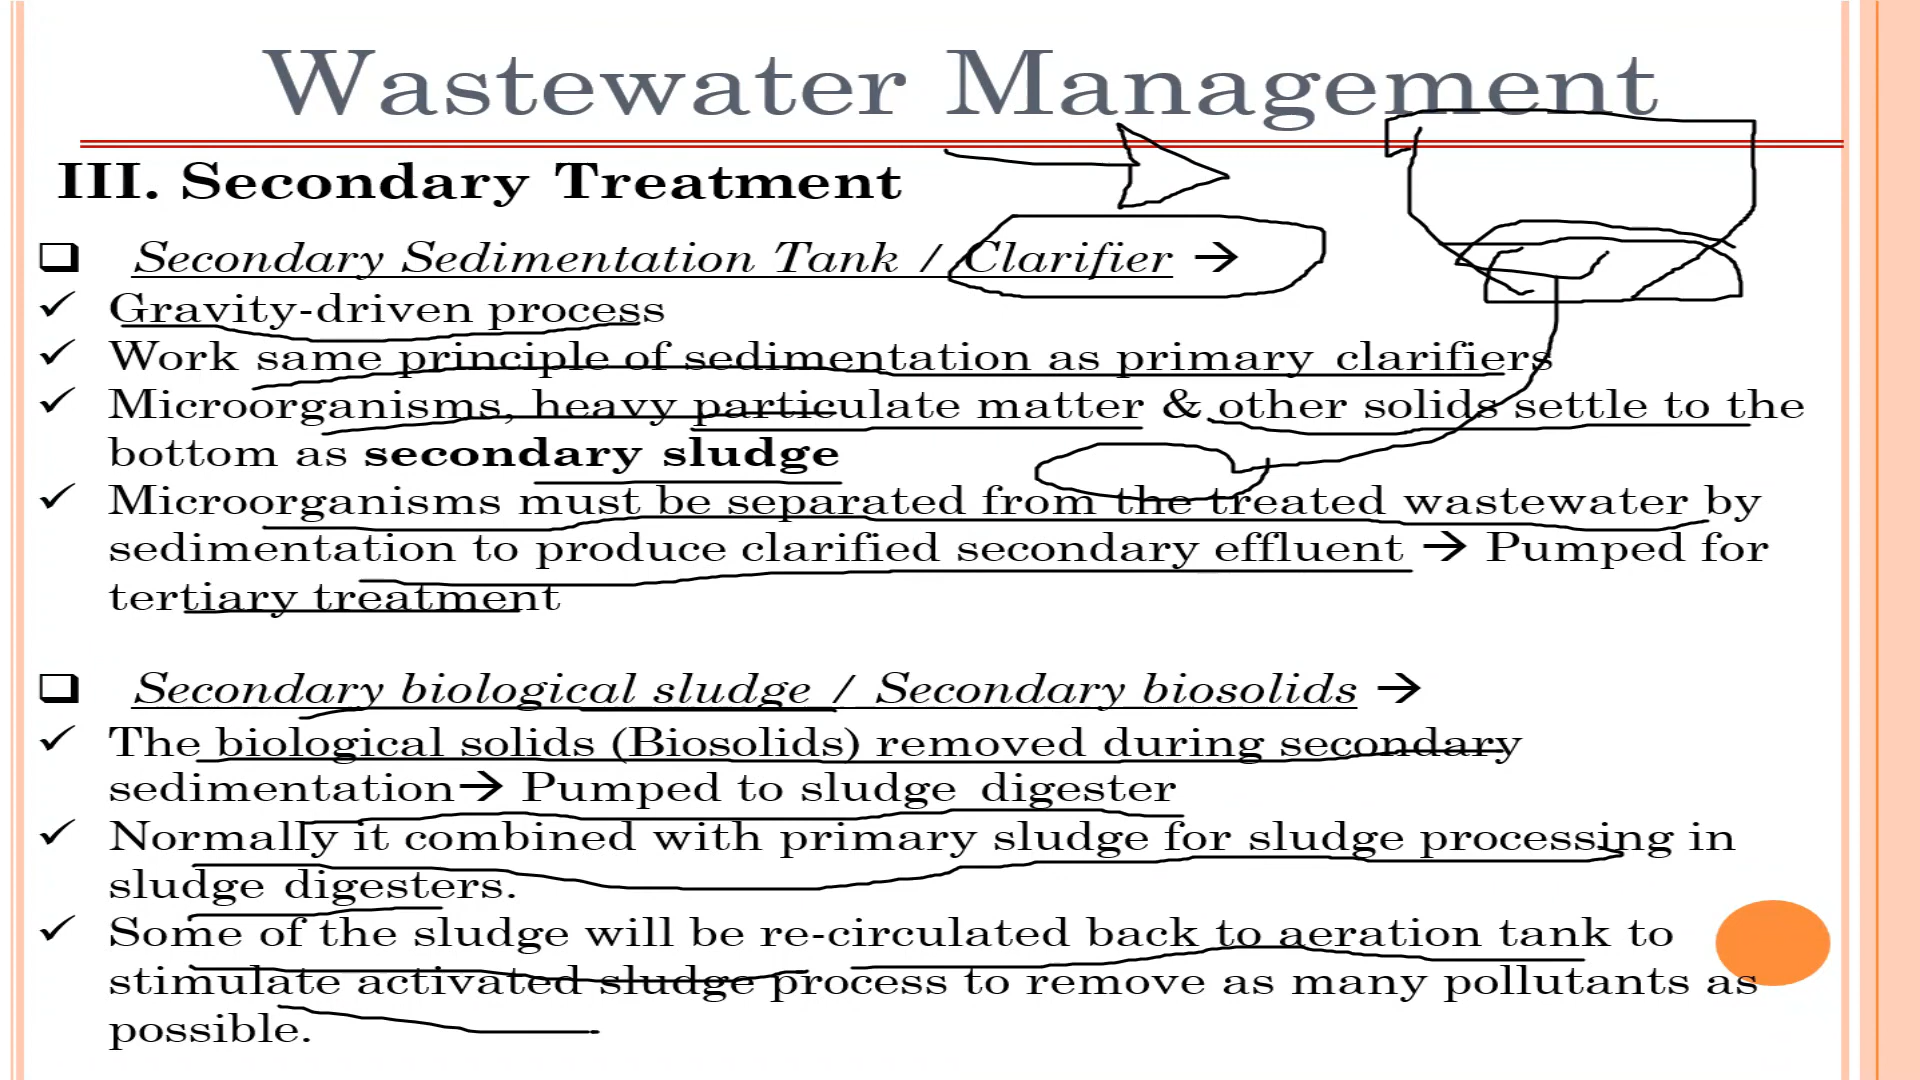 Wastewater Management
III. Secondary Treatment
❑ Secondary Sedimentation Tank / Clarifier →
✓ Gravity-driven process
✓ Work same principle of sedimentation as primary clarifiers
✓ Microorganisms, heavy particulate matter & other solids settle to the
bottom as secondary sludge
✓ Microorganisms must be separated from the treated wastewater by
sedimentation to produce clarified secondary effluent → Pumped for
tertiary treatment
❑ Secondary biological sludge / Secondary biosolids →
✓ The biological solids (Biosolids) removed during secondary
sedimentation→ Pumped to sludge digester
✓ Normally it combined with primary sludge for sludge processing in
sludge digesters.
✓ Some of the sludge will be re-circulated back to aeration tank to
stimulate activated sludge process to remove as many pollutants as
possible.